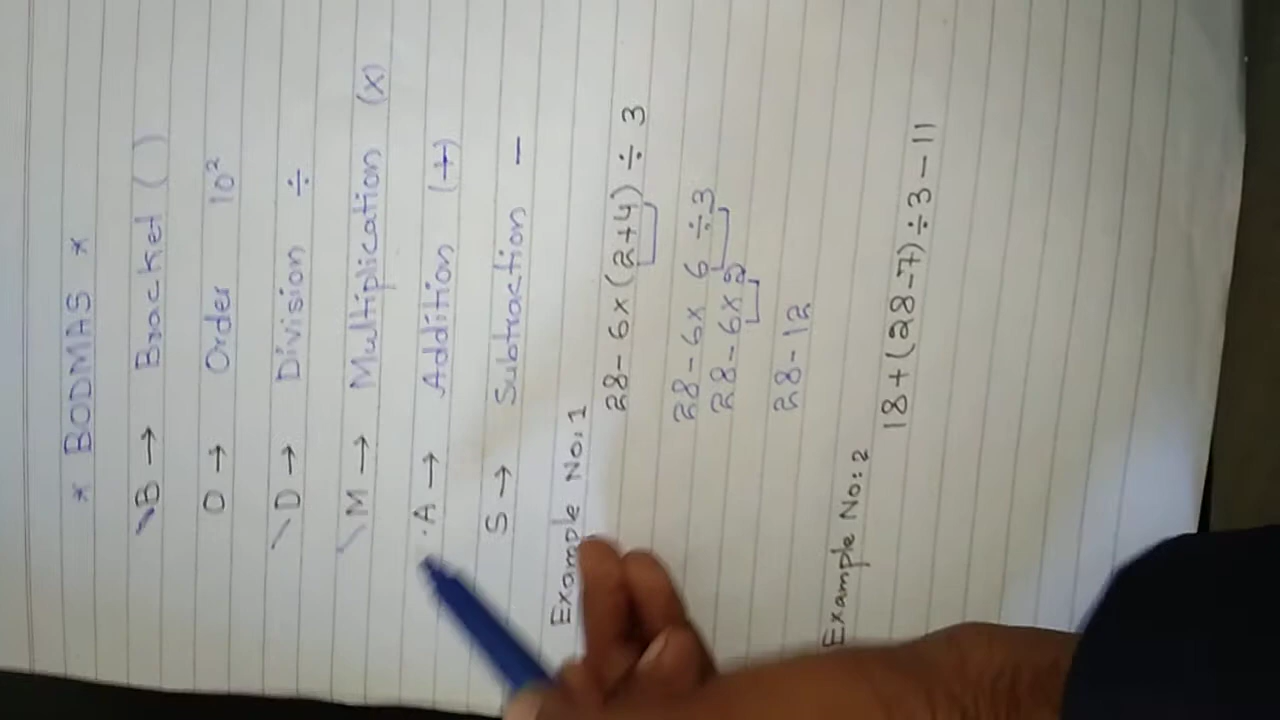 * BODMAS *
B → Bracket ( )
O → Order 10²
D → Division ÷
M → Multiplication (x)
A → Addition (+)
S → Subtraction −
Example No: 1
28 - 6 x (2+4) ÷ 3
28 - 6 x 6 ÷ 3
28 - 6 x 2
28 - 12
Example No: 2
18 + (28 - 7) ÷ 3 - 11